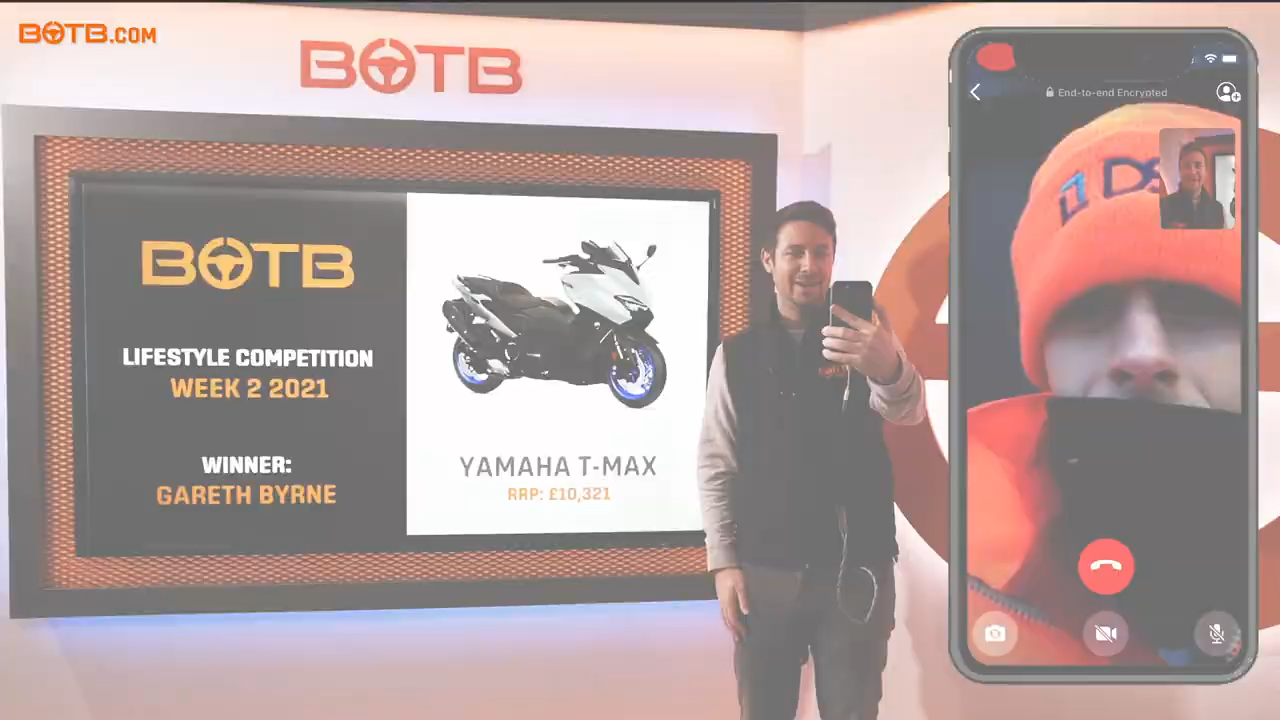 BOTB.COM
BOTB
BOTB
LIFESTYLE COMPETITION
WEEK 2 2021
WINNER:
GARETH BYRNE
YAMAHA T-MAX
RRP: £10,321
End-to-end Encrypted